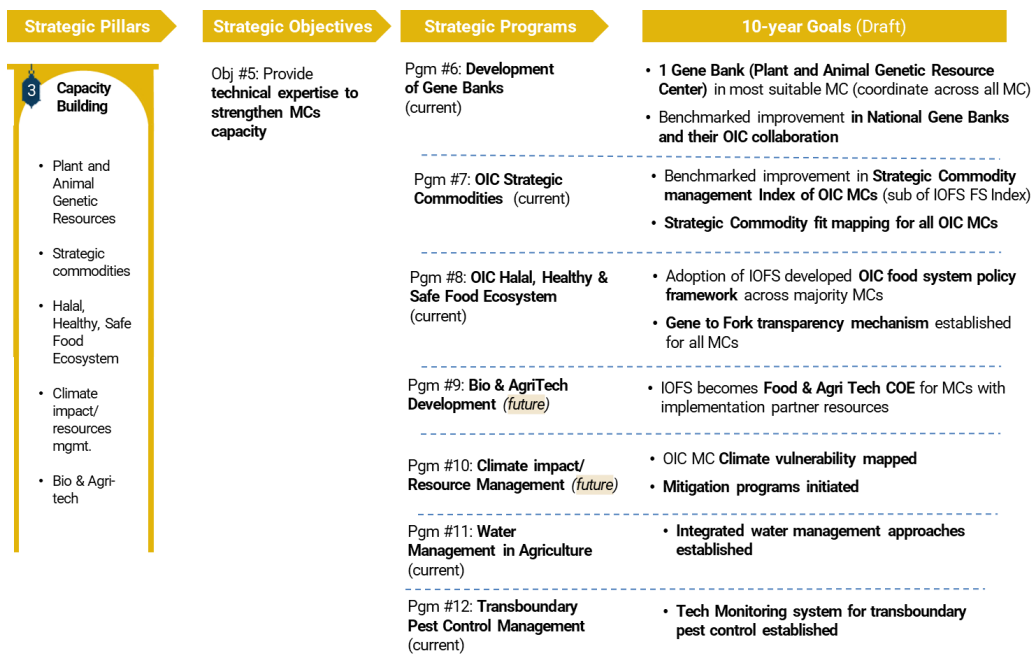 Strategic Pillars
Strategic Objectives
Strategic Programs
10-year Goals (Draft)
3
Capacity
Building
• Plant and
Animal
Genetic
Resources
• Strategic
commodities
• Halal,
Healthy, Safe
Food
Ecosystem
• Climate
impact/
resources
mgmt.
• Bio & Agri-
tech
Obj #5: Provide
technical expertise to
strengthen MCs
capacity
Pgm #6: Development
of Gene Banks
(current)
• 1 Gene Bank (Plant and Animal Genetic Resource
Center) in most suitable MC (coordinate across all MC)
• Benchmarked improvement in National Gene Banks
and their OIC collaboration
Pgm #7: OIC Strategic
Commodities (current)
• Benchmarked improvement in Strategic Commodity
management Index of OIC MCs (sub of IOFS FS Index)
• Strategic Commodity fit mapping for all OIC MCs
Pgm #8: OIC Halal, Healthy &
Safe Food Ecosystem
(current)
• Adoption of IOFS developed OIC food system policy
framework across majority MCs
• Gene to Fork transparency mechanism established
for all MCs
Pgm #9: Bio & AgriTech
Development (future)
• IOFS becomes Food & Agri Tech COE for MCs with
implementation partner resources
Pgm #10: Climate impact/
Resource Management (future)
• OIC MC Climate vulnerability mapped
• Mitigation programs initiated
Pgm #11: Water
Management in Agriculture
(current)
• Integrated water management approaches
established
Pgm #12: Transboundary
Pest Control Management
(current)
• Tech Monitoring system for transboundary
pest control established